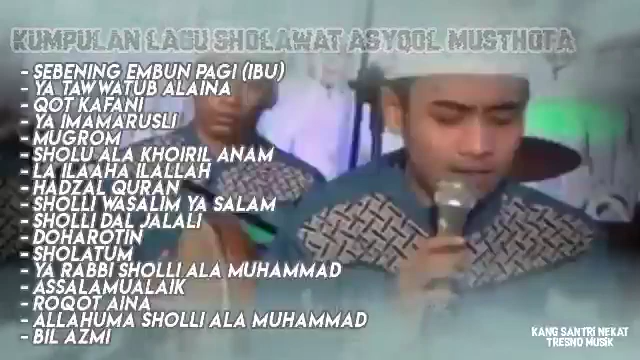 KUMPULAN LAGU SHOLAWAT ASYQOL MUSTHOFA
- SEBENING EMBUN PAGI (IBU)
- YA TAWWATUB ALAINA
- QOT KAFANI
- YA IMAMARUSLI
- MUGROM
- SHOLU ALA KHOIRIL ANAM
- LA ILAAHA ILALLAH
- HADZAL QURAN
- SHOLLI WASALIM YA SALAM
- SHOLLI DAL JALALI
- DOHAROTIN
- SHOLATUM
- YA RABBI SHOLLI ALA MUHAMMAD
- ASSALAMUALAIK
- ROQOT AINA
- ALLAHUMA SHOLLI ALA MUHAMMAD
- BIL AZMI
KANG SANTRI NEKAT
TRESNO MUSIK